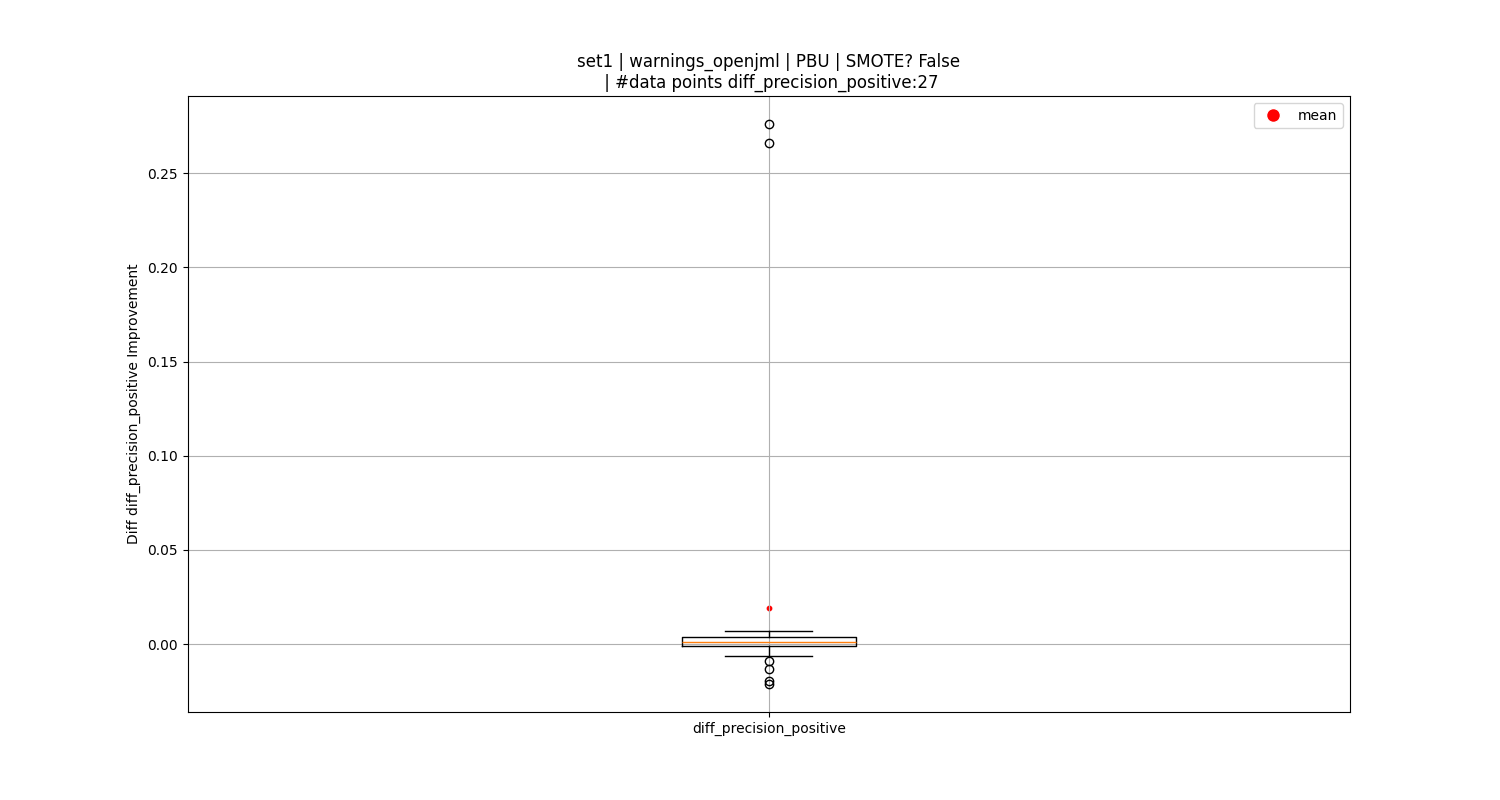 set1 | warnings_openjml | PBU | SMOTE? False
| #data points diff_precision_positive:27
mean
0.25
0.20
0.15
0.10
0.05
0.00
Diff diff_precision_positive Improvement
diff_precision_positive